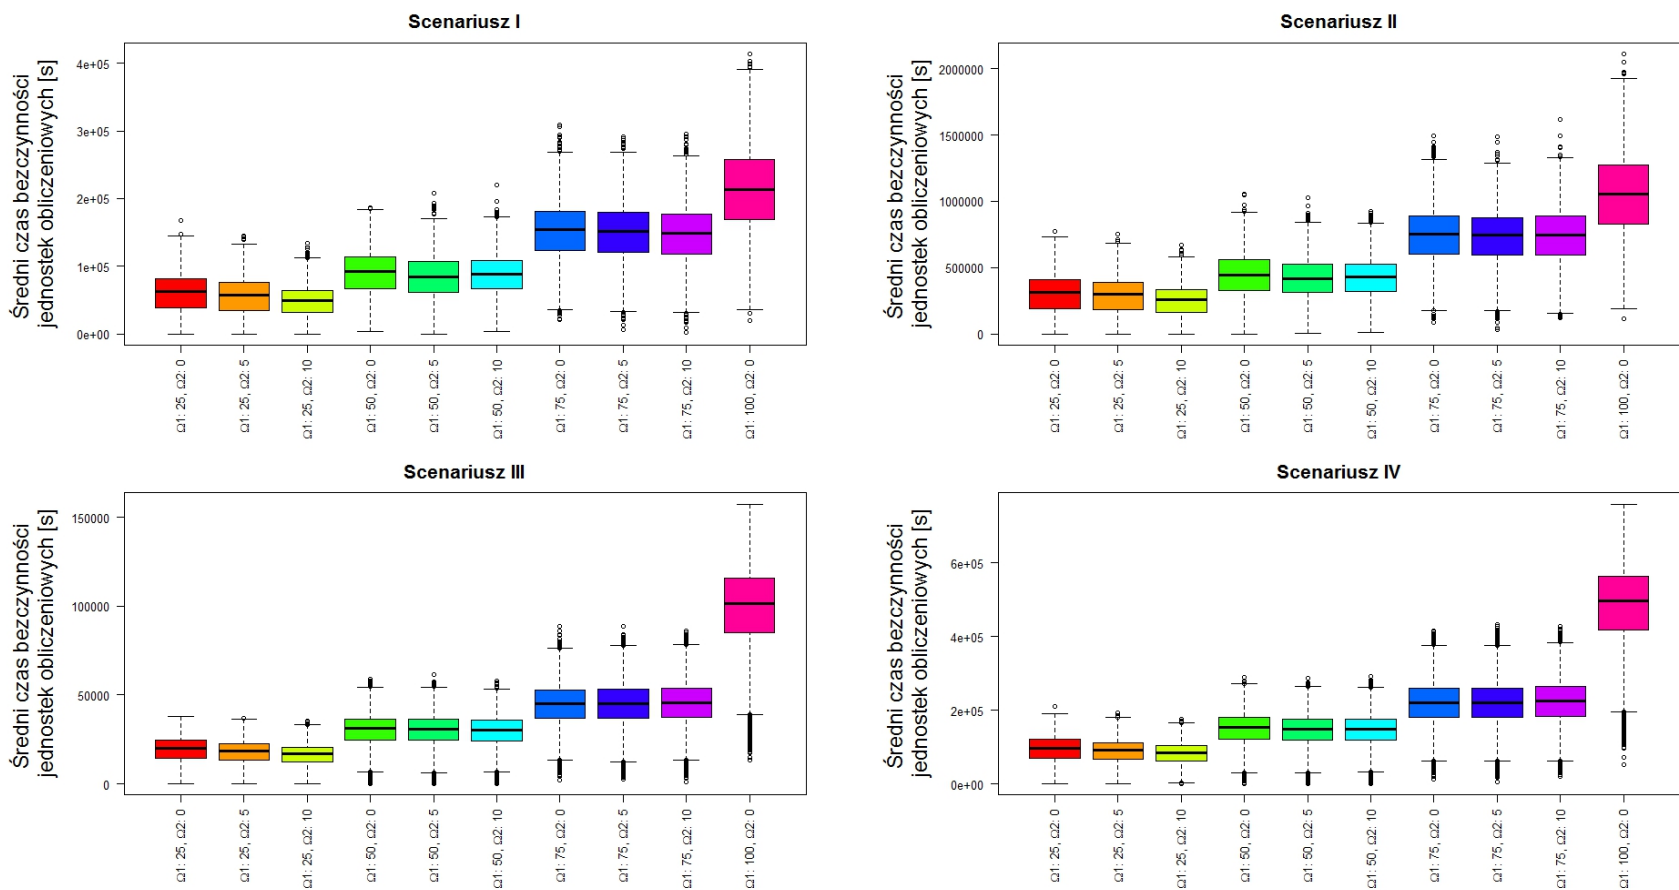 Scenariusz I
Średni czas bezczynności
jednostek obliczeniowych [s]
4e+05
3e+05
2e+05
1e+05
0e+00
Ω1: 25, Ω2: 0
Ω1: 25, Ω2: 5
Ω1: 25, Ω2: 10
Ω1: 50, Ω2: 0
Ω1: 50, Ω2: 5
Ω1: 50, Ω2: 10
Ω1: 75, Ω2: 0
Ω1: 75, Ω2: 5
Ω1: 75, Ω2: 10
Ω1: 100, Ω2: 0
Scenariusz II
Średni czas bezczynności
jednostek obliczeniowych [s]
2000000
1500000
1000000
500000
0
Ω1: 25, Ω2: 0
Ω1: 25, Ω2: 5
Ω1: 25, Ω2: 10
Ω1: 50, Ω2: 0
Ω1: 50, Ω2: 5
Ω1: 50, Ω2: 10
Ω1: 75, Ω2: 0
Ω1: 75, Ω2: 5
Ω1: 75, Ω2: 10
Ω1: 100, Ω2: 0
Scenariusz III
Średni czas bezczynności
jednostek obliczeniowych [s]
150000
100000
50000
0
Ω1: 25, Ω2: 0
Ω1: 25, Ω2: 5
Ω1: 25, Ω2: 10
Ω1: 50, Ω2: 0
Ω1: 50, Ω2: 5
Ω1: 50, Ω2: 10
Ω1: 75, Ω2: 0
Ω1: 75, Ω2: 5
Ω1: 75, Ω2: 10
Ω1: 100, Ω2: 0
Scenariusz IV
Średni czas bezczynności
jednostek obliczeniowych [s]
6e+05
4e+05
2e+05
0e+00
Ω1: 25, Ω2: 0
Ω1: 25, Ω2: 5
Ω1: 25, Ω2: 10
Ω1: 50, Ω2: 0
Ω1: 50, Ω2: 5
Ω1: 50, Ω2: 10
Ω1: 75, Ω2: 0
Ω1: 75, Ω2: 5
Ω1: 75, Ω2: 10
Ω1: 100, Ω2: 0